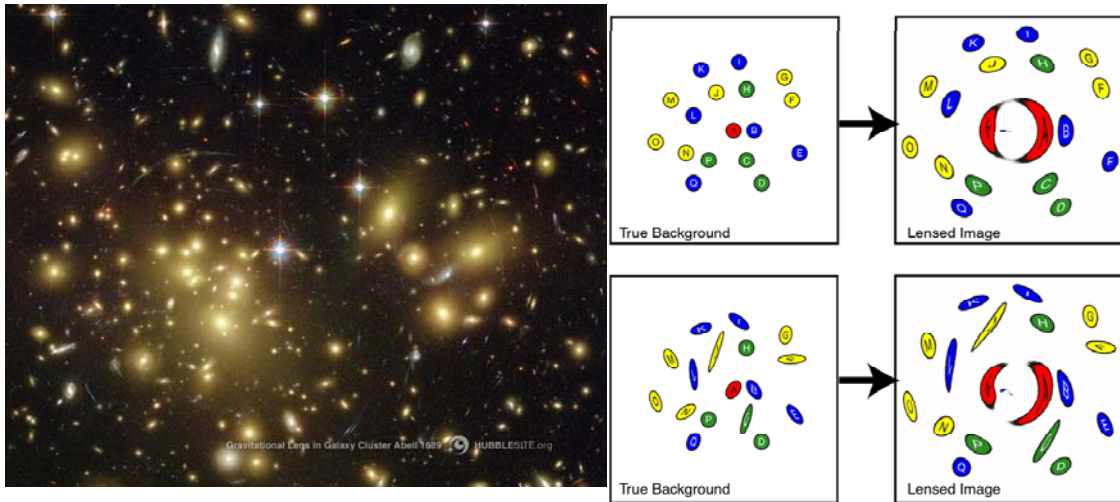 Gravitational Lens in Galaxy Cluster Abell 1689 HUBBLESITE.org
K I
G
J H
M F
L
A B
O N
P C E
Q D
True Background
K I
J H G
M F
L
B
O
N
P C
Q D
Lensed Image
K I
G
H
M
A B
O N
P E
Q D
True Background
K I
G
H
M
B
O E
N P
Q D
Lensed Image